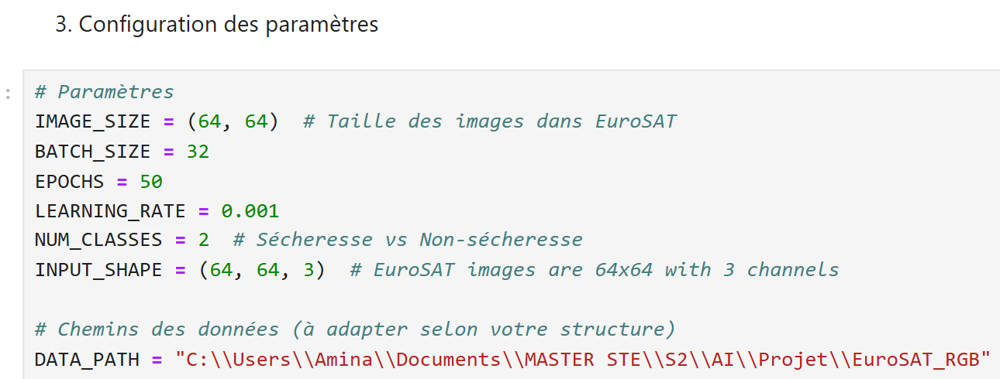 3. Configuration des paramètres
:
# Paramètres
IMAGE_SIZE = (64, 64)  # Taille des images dans EuroSAT
BATCH_SIZE = 32
EPOCHS = 50
LEARNING_RATE = 0.001
NUM_CLASSES = 2  # Sécheresse vs Non-sécheresse
INPUT_SHAPE = (64, 64, 3)  # EuroSAT images are 64x64 with 3 channels
# Chemins des données (à adapter selon votre structure)
DATA_PATH = "C:\\Users\\Amina\\Documents\\MASTER STE\\S2\\AI\\Projet\\EuroSAT_RGB"